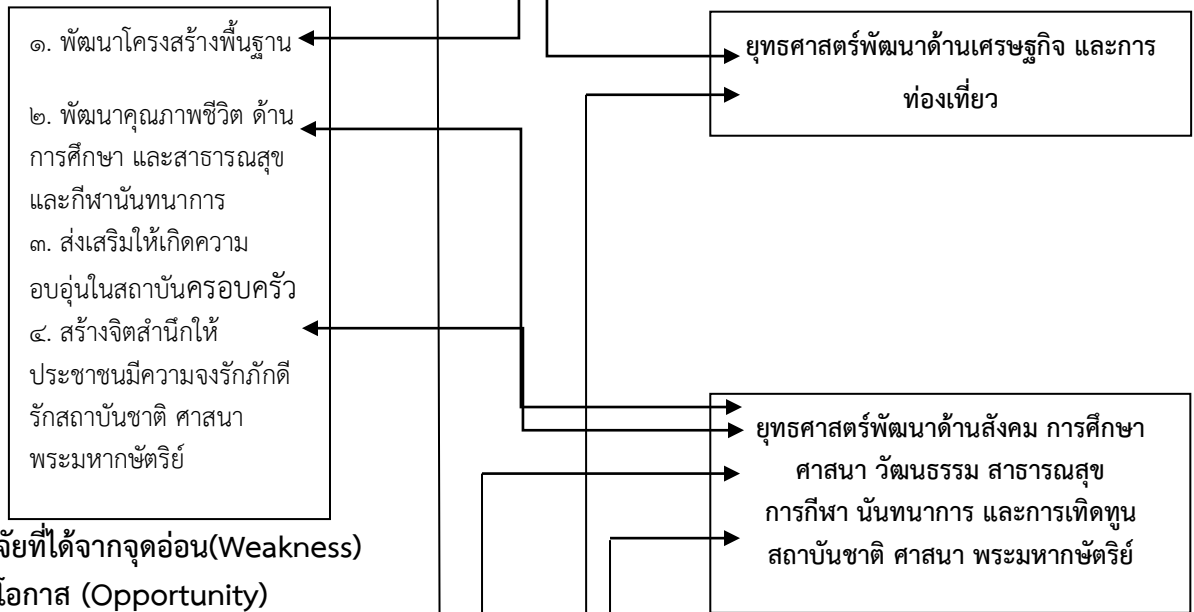 ๑. พัฒนาโครงสร้างพื้นฐาน
๒. พัฒนาคุณภาพชีวิต ด้าน
การศึกษา และสาธารณสุข
และกีฬานันทนาการ
๓. ส่งเสริมให้เกิดความ
อบอุ่นในสถาบันครอบครัว
๔. สร้างจิตสำนึกให้
ประชาชนมีความจงรักภักดี
รักสถาบันชาติ ศาสนา
พระมหากษัตริย์
จัยที่ได้จากจุดอ่อน(Weakness)
โอกาส (Opportunity)
ยุทธศาสตร์พัฒนาด้านเศรษฐกิจ และการ
ท่องเที่ยว
ยุทธศาสตร์พัฒนาด้านสังคม การศึกษา
ศาสนา วัฒนธรรม สาธารณสุข
การกีฬา นันทนาการ และการเทิดทูน
สถาบันชาติ ศาสนา พระมหากษัตริย์